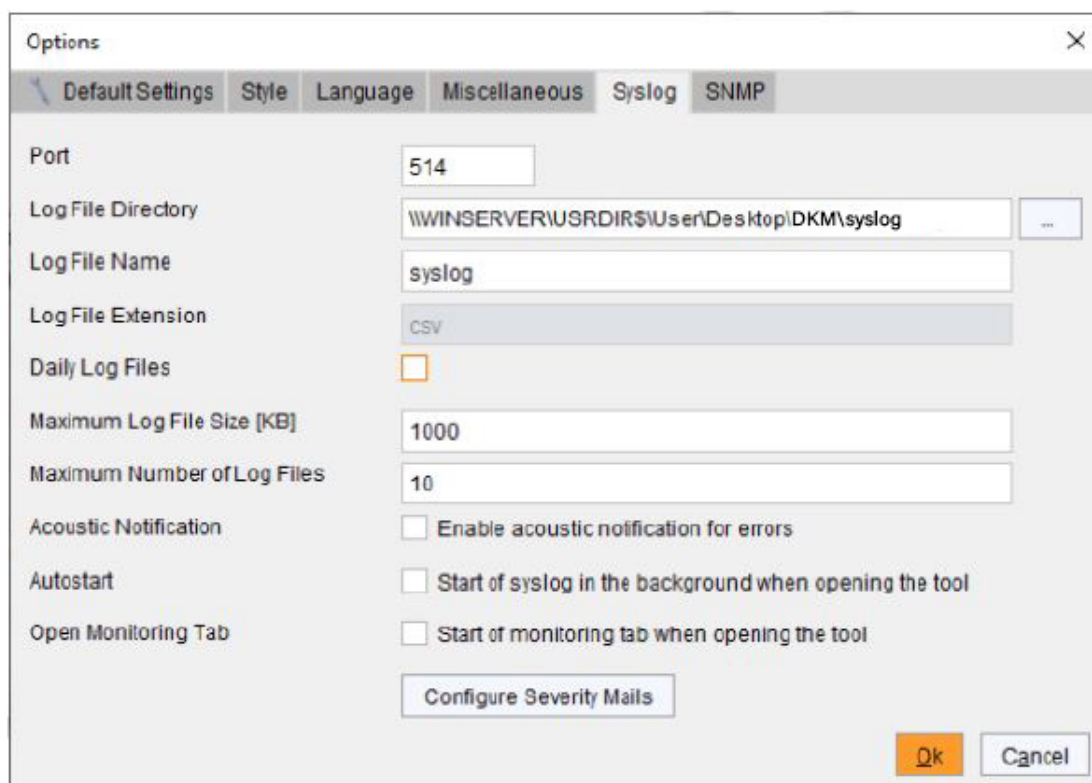 Options
Default Settings Style Language Miscellaneous Syslog SNMP
Port 514
Log File Directory \\WINSERVER\USRDIR$\User\Desktop\DKM\syslog ...
Log File Name syslog
Log File Extension csv
Daily Log Files
Maximum Log File Size [KB] 1000
Maximum Number of Log Files 10
Acoustic Notification Enable acoustic notification for errors
Autostart Start of syslog in the background when opening the tool
Open Monitoring Tab Start of monitoring tab when opening the tool
Configure Severity Mails
Ok Cancel